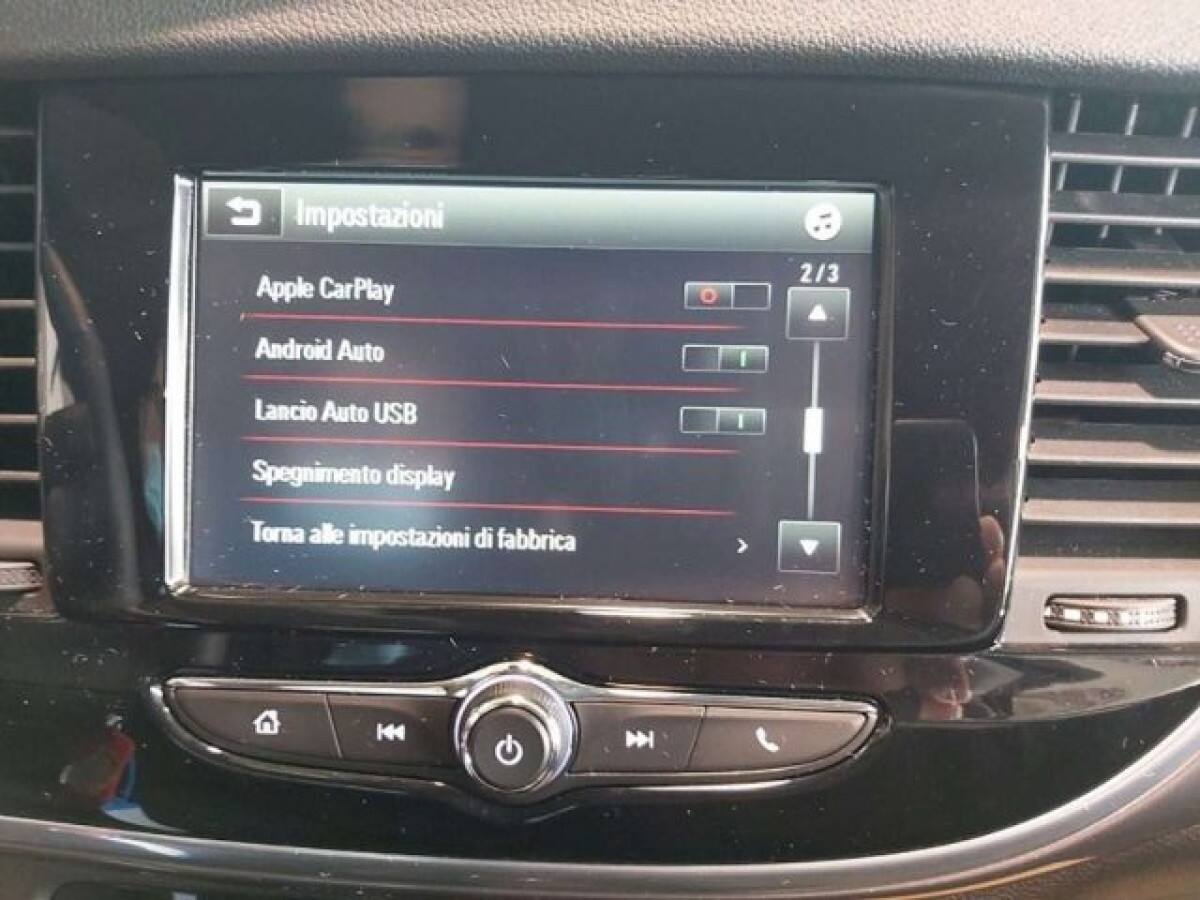 Impostazioni
2/3
Apple CarPlay
Android Auto
Lancio Auto USB
Spegnimento display
Torna alle impostazioni di fabbrica